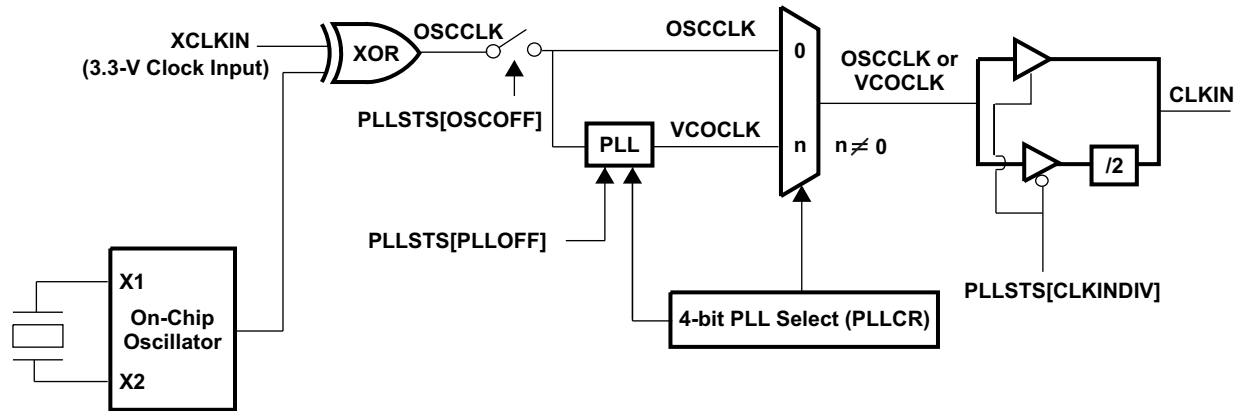 XCLKIN
(3.3-V Clock Input)
XOR
OSCCLK
PLLSTS[OSCOFF]
OSCCLK
0
PLL
VCOCLK
n
n ≠ 0
OSCCLK or
VCOCLK
CLKIN
/2
PLLSTS[PLLOFF]
PLLSTS[CLKINDIV]
4-bit PLL Select (PLLCR)
X1
On-Chip
Oscillator
X2